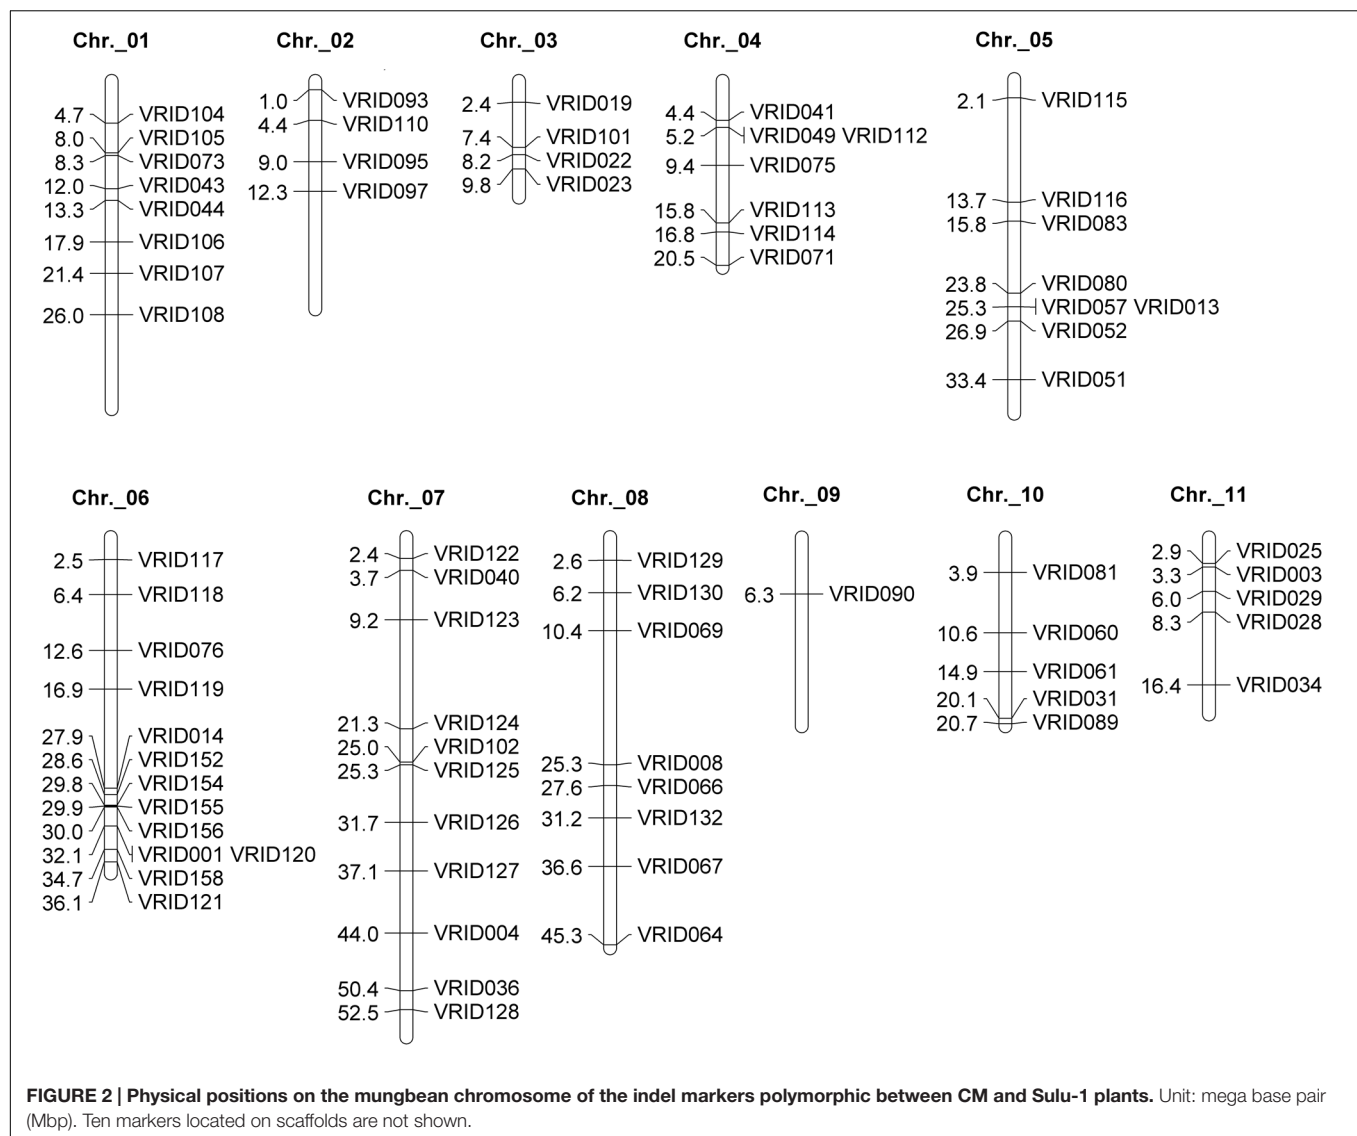 Chr._01
4.7 VRID104
8.0 VRID105
8.3 VRID073
12.0 VRID043
13.3 VRID044
17.9 VRID106
21.4 VRID107
26.0 VRID108
Chr._02
1.0 VRID093
4.4 VRID110
9.0 VRID095
12.3 VRID097
Chr._03
2.4 VRID019
7.4 VRID101
8.2 VRID022
9.8 VRID023
Chr._04
4.4 VRID041
5.2 VRID049 VRID112
9.4 VRID075
15.8 VRID113
16.8 VRID114
20.5 VRID071
Chr._05
2.1 VRID115
13.7 VRID116
15.8 VRID083
23.8 VRID080
25.3 VRID057 VRID013
26.9 VRID052
33.4 VRID051
Chr._06
2.5 VRID117
6.4 VRID118
12.6 VRID076
16.9 VRID119
27.9 VRID014
28.6 VRID152
29.8 VRID154
29.9 VRID155
30.0 VRID156
32.1 VRID001 VRID120
34.7 VRID158
36.1 VRID121
Chr._07
2.4 VRID122
3.7 VRID040
9.2 VRID123
21.3 VRID124
25.0 VRID102
25.3 VRID125
31.7 VRID126
37.1 VRID127
44.0 VRID004
50.4 VRID036
52.5 VRID128
Chr._08
2.6 VRID129
6.2 VRID130
10.4 VRID069
25.3 VRID008
27.6 VRID066
31.2 VRID132
36.6 VRID067
45.3 VRID064
Chr._09
6.3 VRID090
Chr._10
3.9 VRID081
10.6 VRID060
14.9 VRID061
20.1 VRID031
20.7 VRID089
Chr._11
2.9 VRID025
3.3 VRID003
6.0 VRID029
8.3 VRID028
16.4 VRID034
FIGURE 2 | Physical positions on the mungbean chromosome of the indel markers polymorphic between CM and Sulu-1 plants. Unit: mega base pair
(Mbp). Ten markers located on scaffolds are not shown.